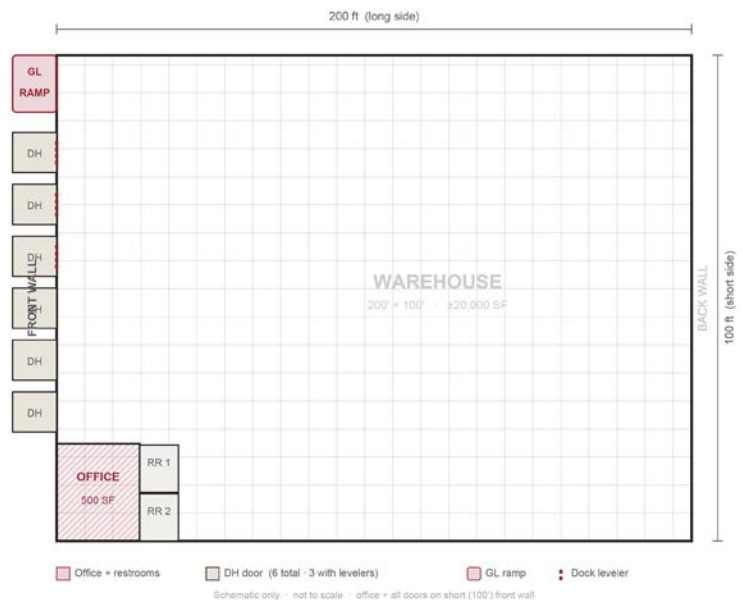 200 ft (long side)
GL
RAMP
DH
DH
DH
DH
DH
DH
FRONT WALL
WAREHOUSE
200' × 100' · ±20,000 SF
BACK WALL
100 ft (short side)
OFFICE
500 SF
RR 1
RR 2
Office + restrooms
DH door (6 total · 3 with levelers)
GL ramp
Dock leveler
Schematic only · not to scale · office + all doors on short (100') front wall